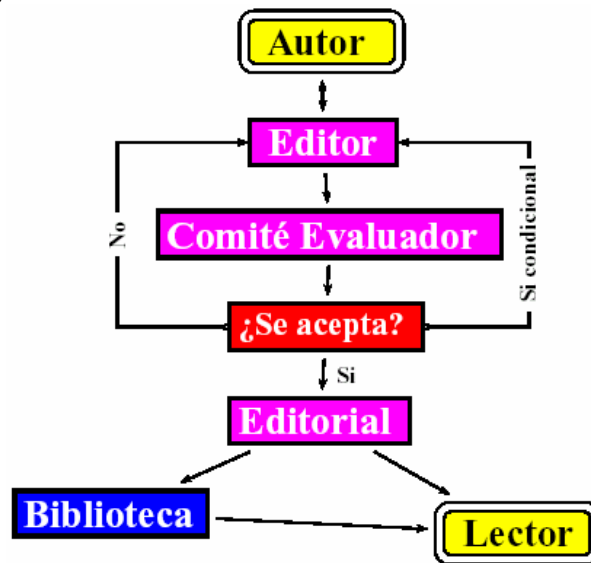 Autor
Editor
No
Si condicional
Comité Evaluador
¿Se acepta?
Si
Editorial
Biblioteca
Lector